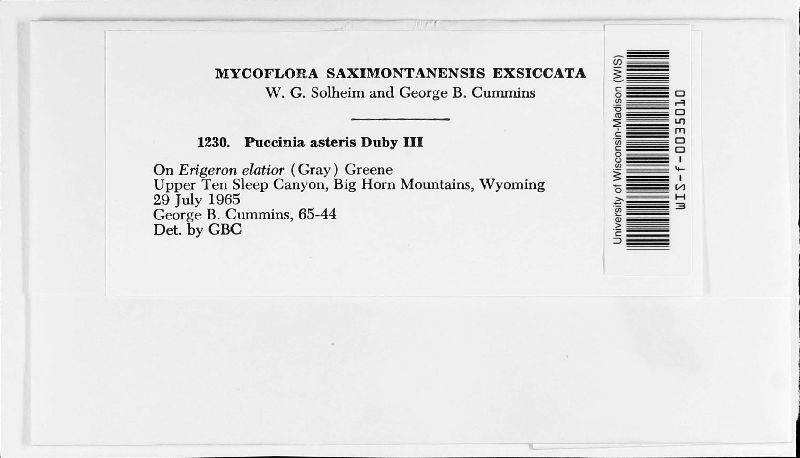 MYCOFLORA SAXIMONTANENSIS EXSICCATA
W. G. Solheim and George B. Cummins
1230. Puccinia asteris Duby III
On Erigeron elatior (Gray) Greene
Upper Ten Sleep Canyon, Big Horn Mountains, Wyoming
29 July 1965
George B. Cummins, 65-44
Det. by GBC
University of Wisconsin-Madison (WIS)
WIS-f-0035010